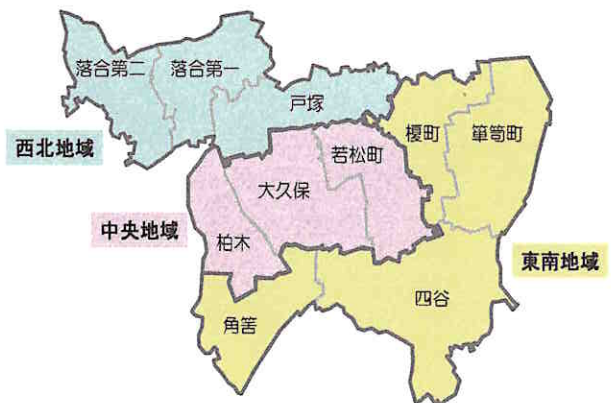 落合第二
落合第一
戸塚
西北地域
榎町
箪笥町
若松町
大久保
中央地域
柏木
東南地域
四谷
角筈